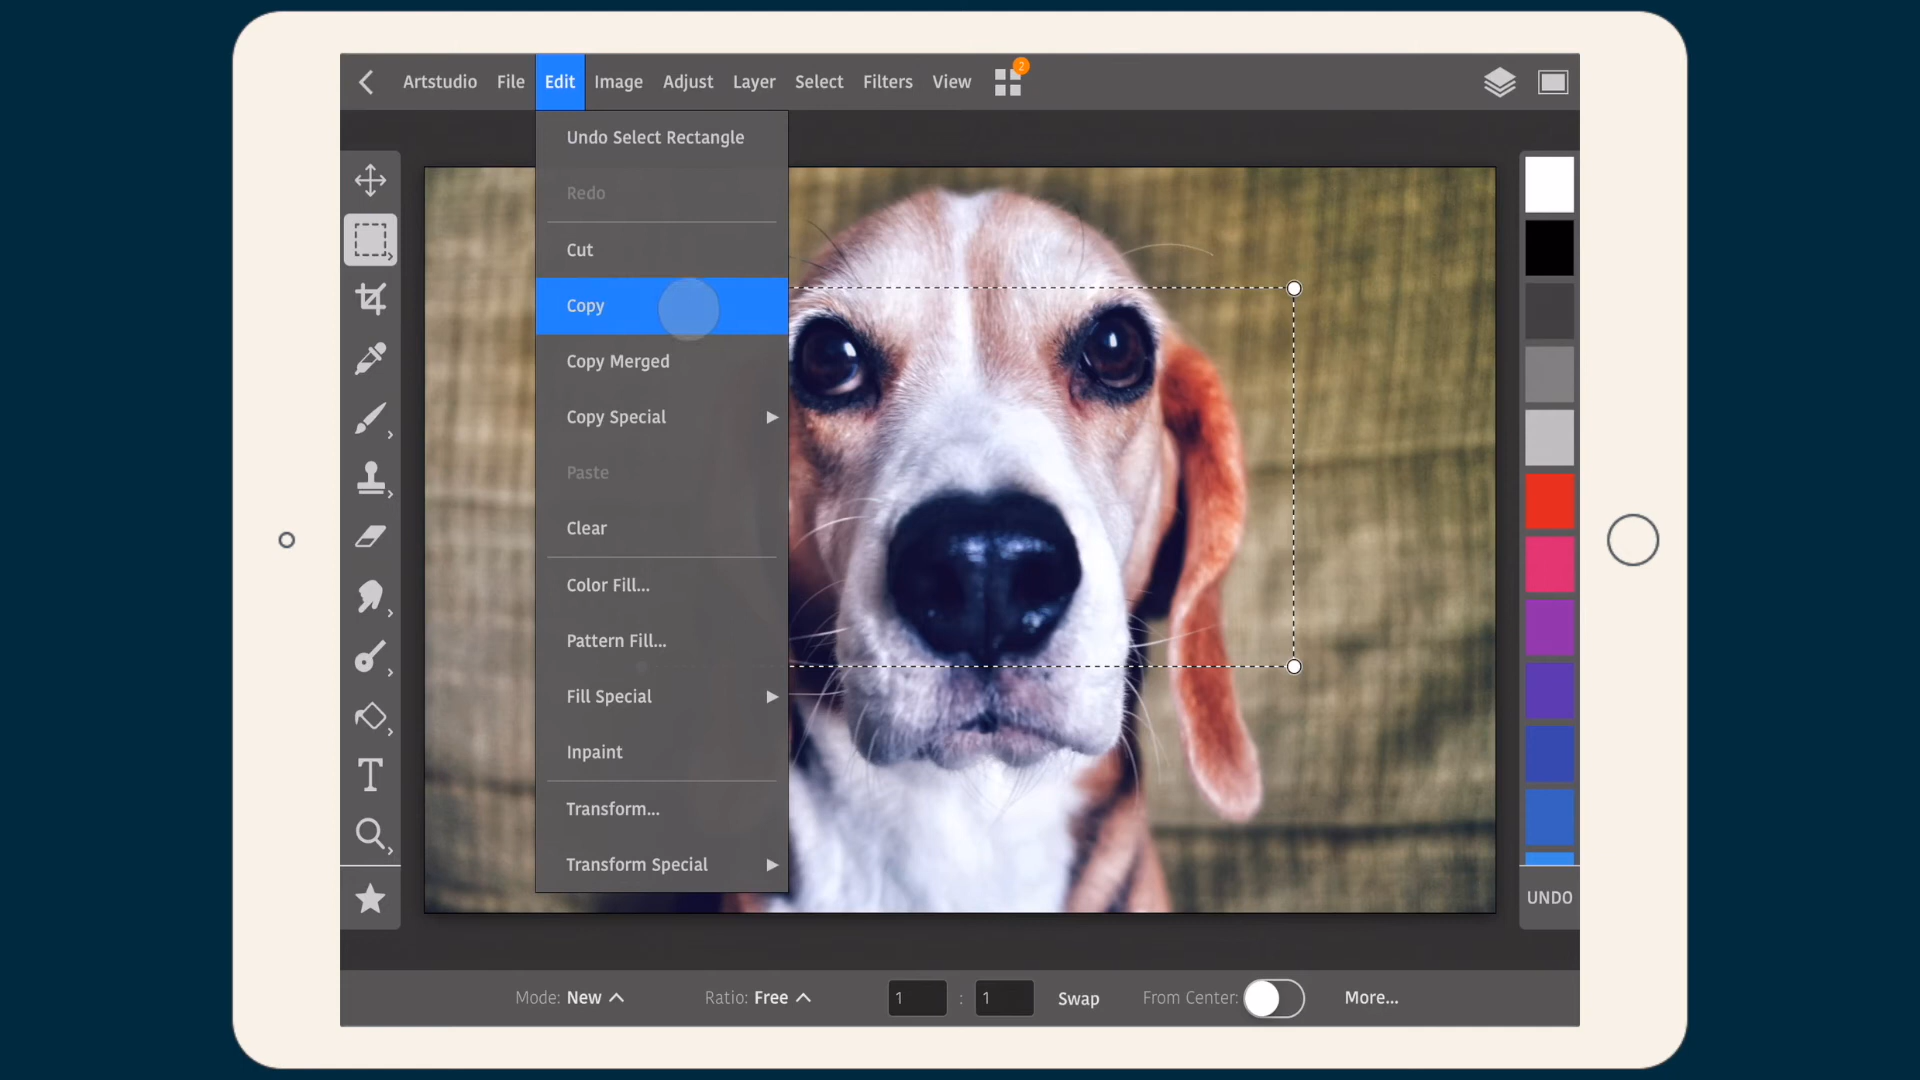 Artstudio File Edit Image Adjust Layer Select Filters View 2
Undo Select Rectangle
Redo
Cut
Copy
Copy Merged
Copy Special
Paste
Clear
Color Fill...
Pattern Fill...
Fill Special
Inpaint
Transform...
Transform Special
UNDO
Mode: New Ratio: Free 1 : 1 Swap From Center: More...